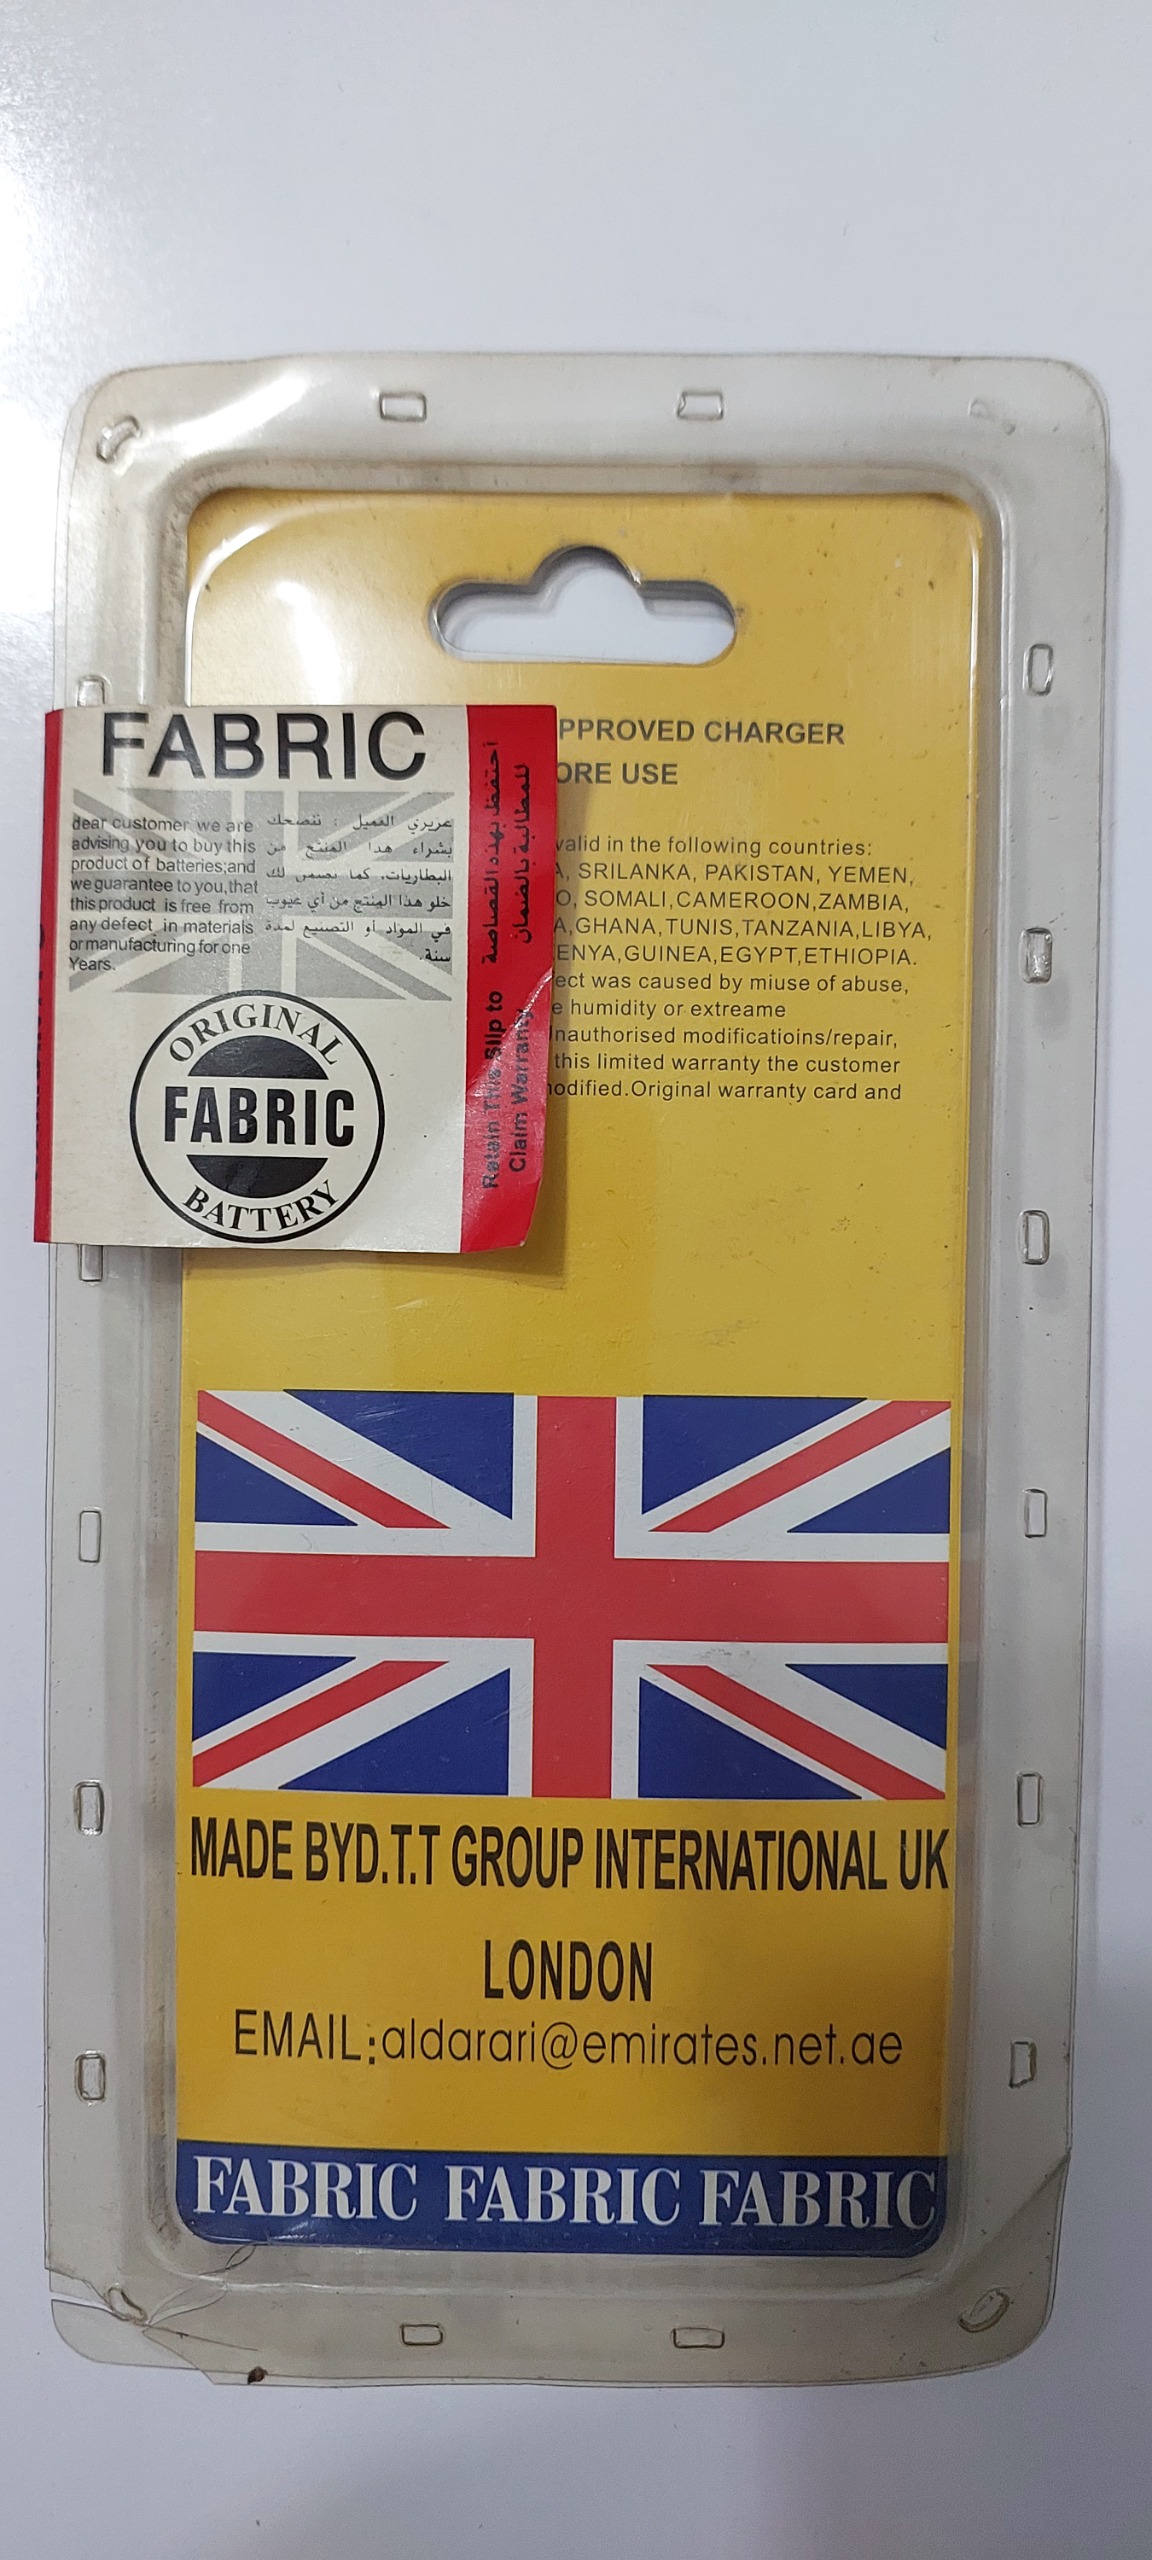 FABRIC
dear customer we are
advising you to buy this
product of batteries;and
we guarantee to you,that
this product is free from
any defect in materials
or manufacturing for one
Years.
عزيزي العميل : ننصحك
بشراء هذا المنتج من
البطاريات. كما نضمن لك
خلو هذا المنتج من أي عيوب
في المواد أو التصنيع لمدة
سنة.
ORIGINAL
FABRIC
BATTERY
احتفظ بهذه القصاصة
للمطالبة بالضمان
Retain This Slip to
Claim Warranty
PPROVED CHARGER
ORE USE
valid in the following countries:
A, SRILANKA, PAKISTAN, YEMEN,
O, SOMALI,CAMEROON,ZAMBIA,
A,GHANA,TUNIS,TANZANIA,LIBYA,
ENYA,GUINEA,EGYPT,ETHIOPIA.
ect was caused by miuse of abuse,
e humidity or extreame
nauthorised modificatioins/repair,
this limited warranty the customer
odified.Original warranty card and
MADE BYD.T.T GROUP INTERNATIONAL UK
LONDON
EMAIL:aldarari@emirates.net.ae
FABRIC FABRIC FABRIC